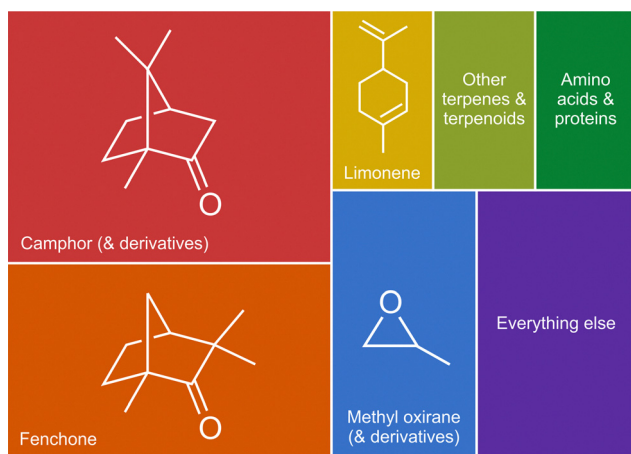 O
Camphor (& derivatives)
Limonene
Other
terpenes &
terpenoids
Amino
acids &
proteins
O
Fenchone
O
Methyl oxirane
(& derivatives)
Everything else